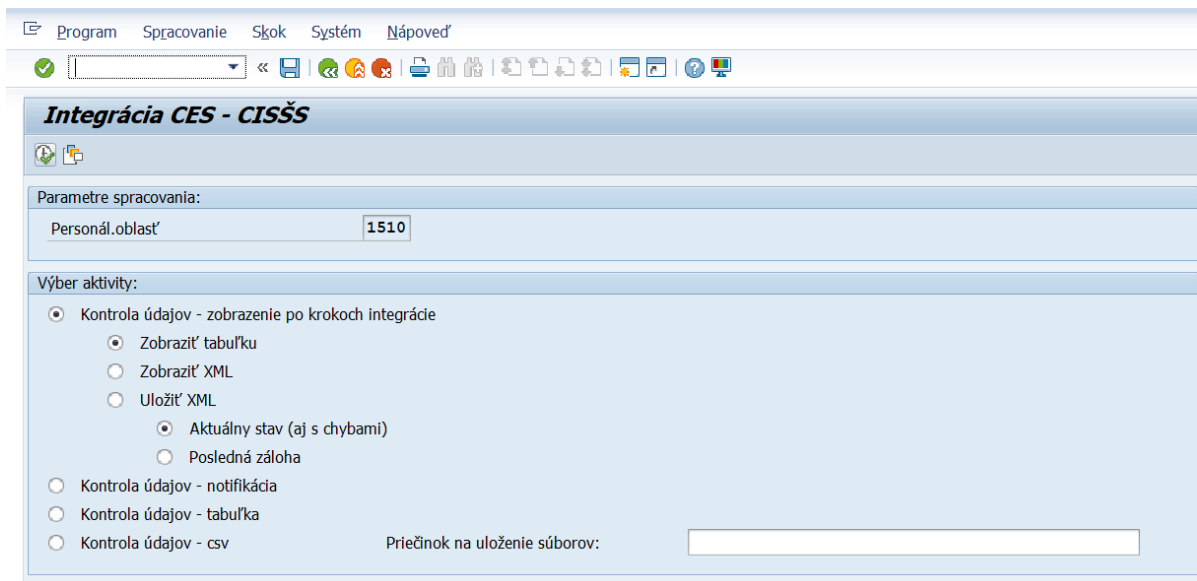 Program Spracovanie Skok Systém Nápoveď
Integrácia CES - CISŠS
Parametre spracovania:
Personál.oblasť 1510
Výber aktivity:
Kontrola údajov - zobrazenie po krokoch integrácie
Zobraziť tabuľku
Zobraziť XML
Uložiť XML
Aktuálny stav (aj s chybami)
Posledná záloha
Kontrola údajov - notifikácia
Kontrola údajov - tabuľka
Kontrola údajov - csv Priečinok na uloženie súborov: